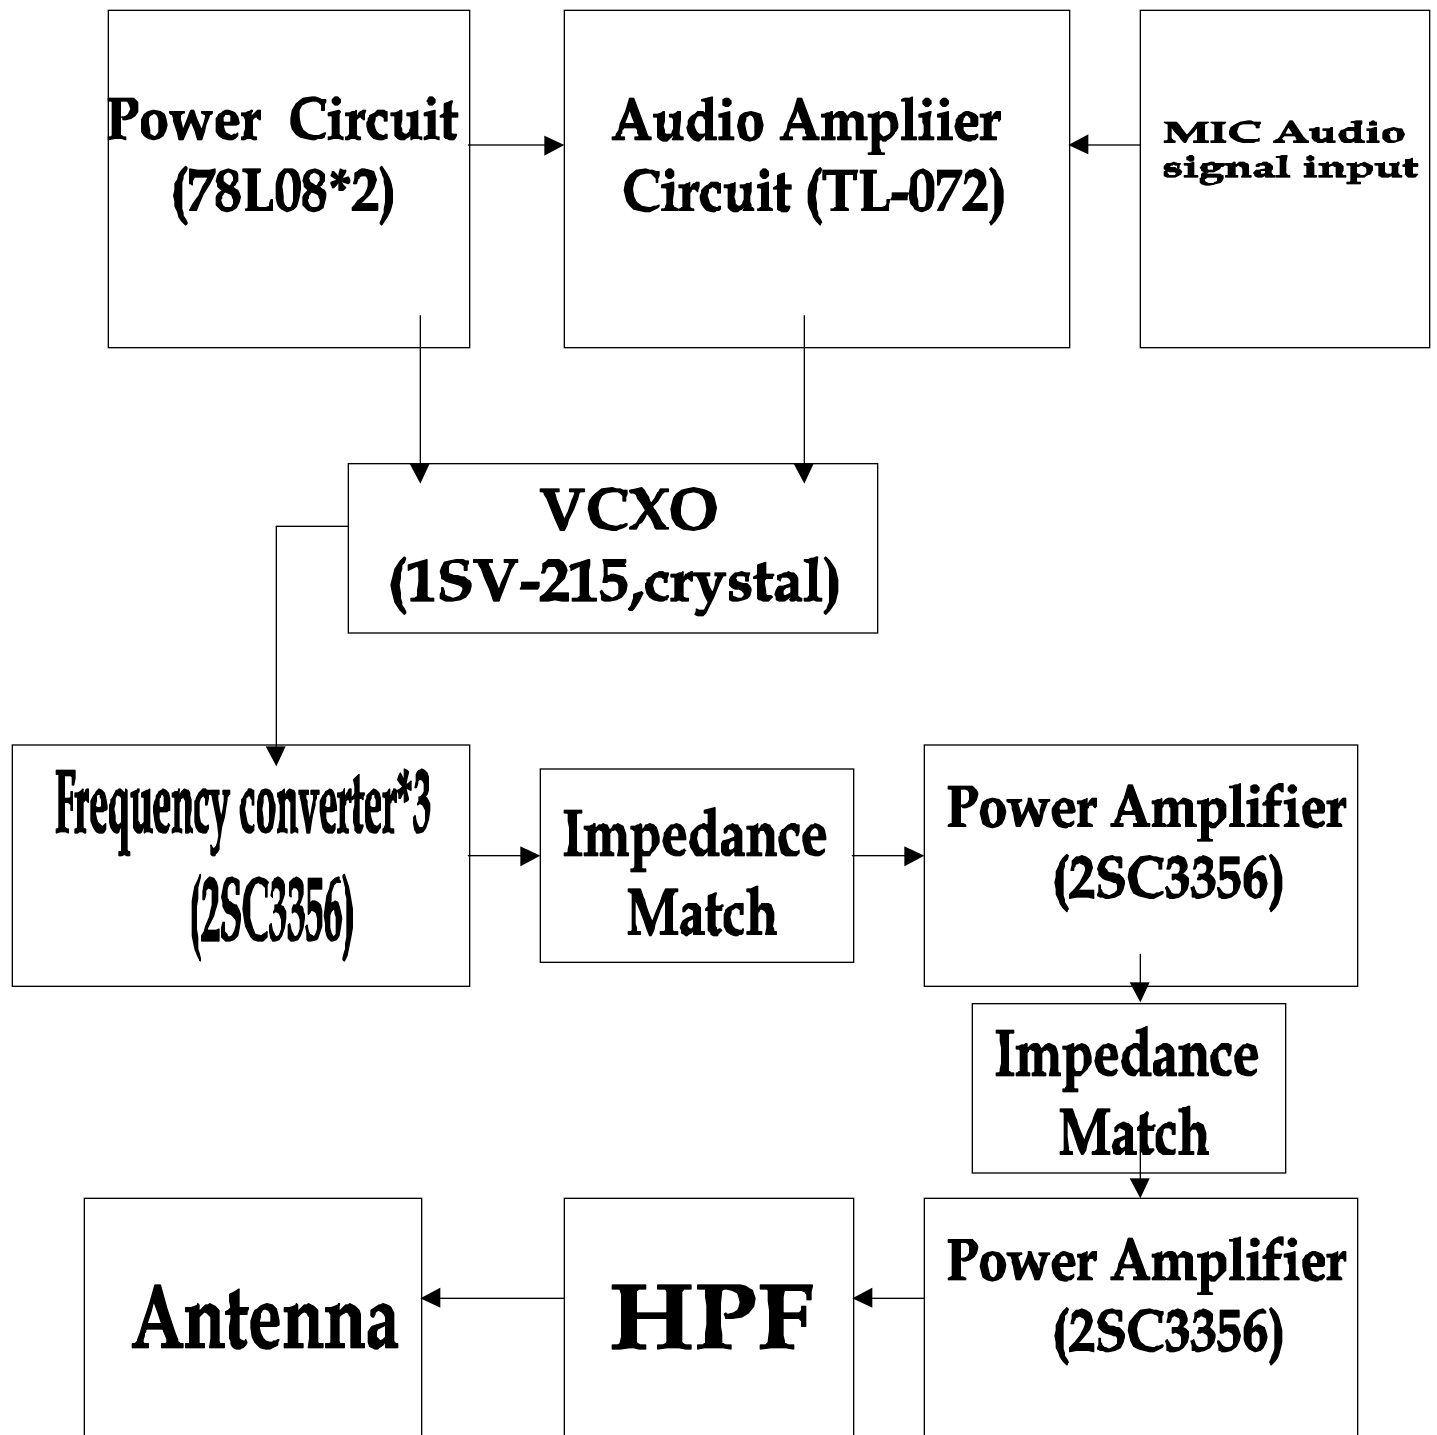 Power Circuit
(78L08*2)
Audio Ampliier
Circuit (TL-072)
MIC Audio
signal input
VCXO
(1SV-215,crystal)
Frequency converter*3
(2SC3356)
Impedance
Match
Power Amplifier
(2SC3356)
Impedance
Match
Power Amplifier
(2SC3356)
HPF
Antenna